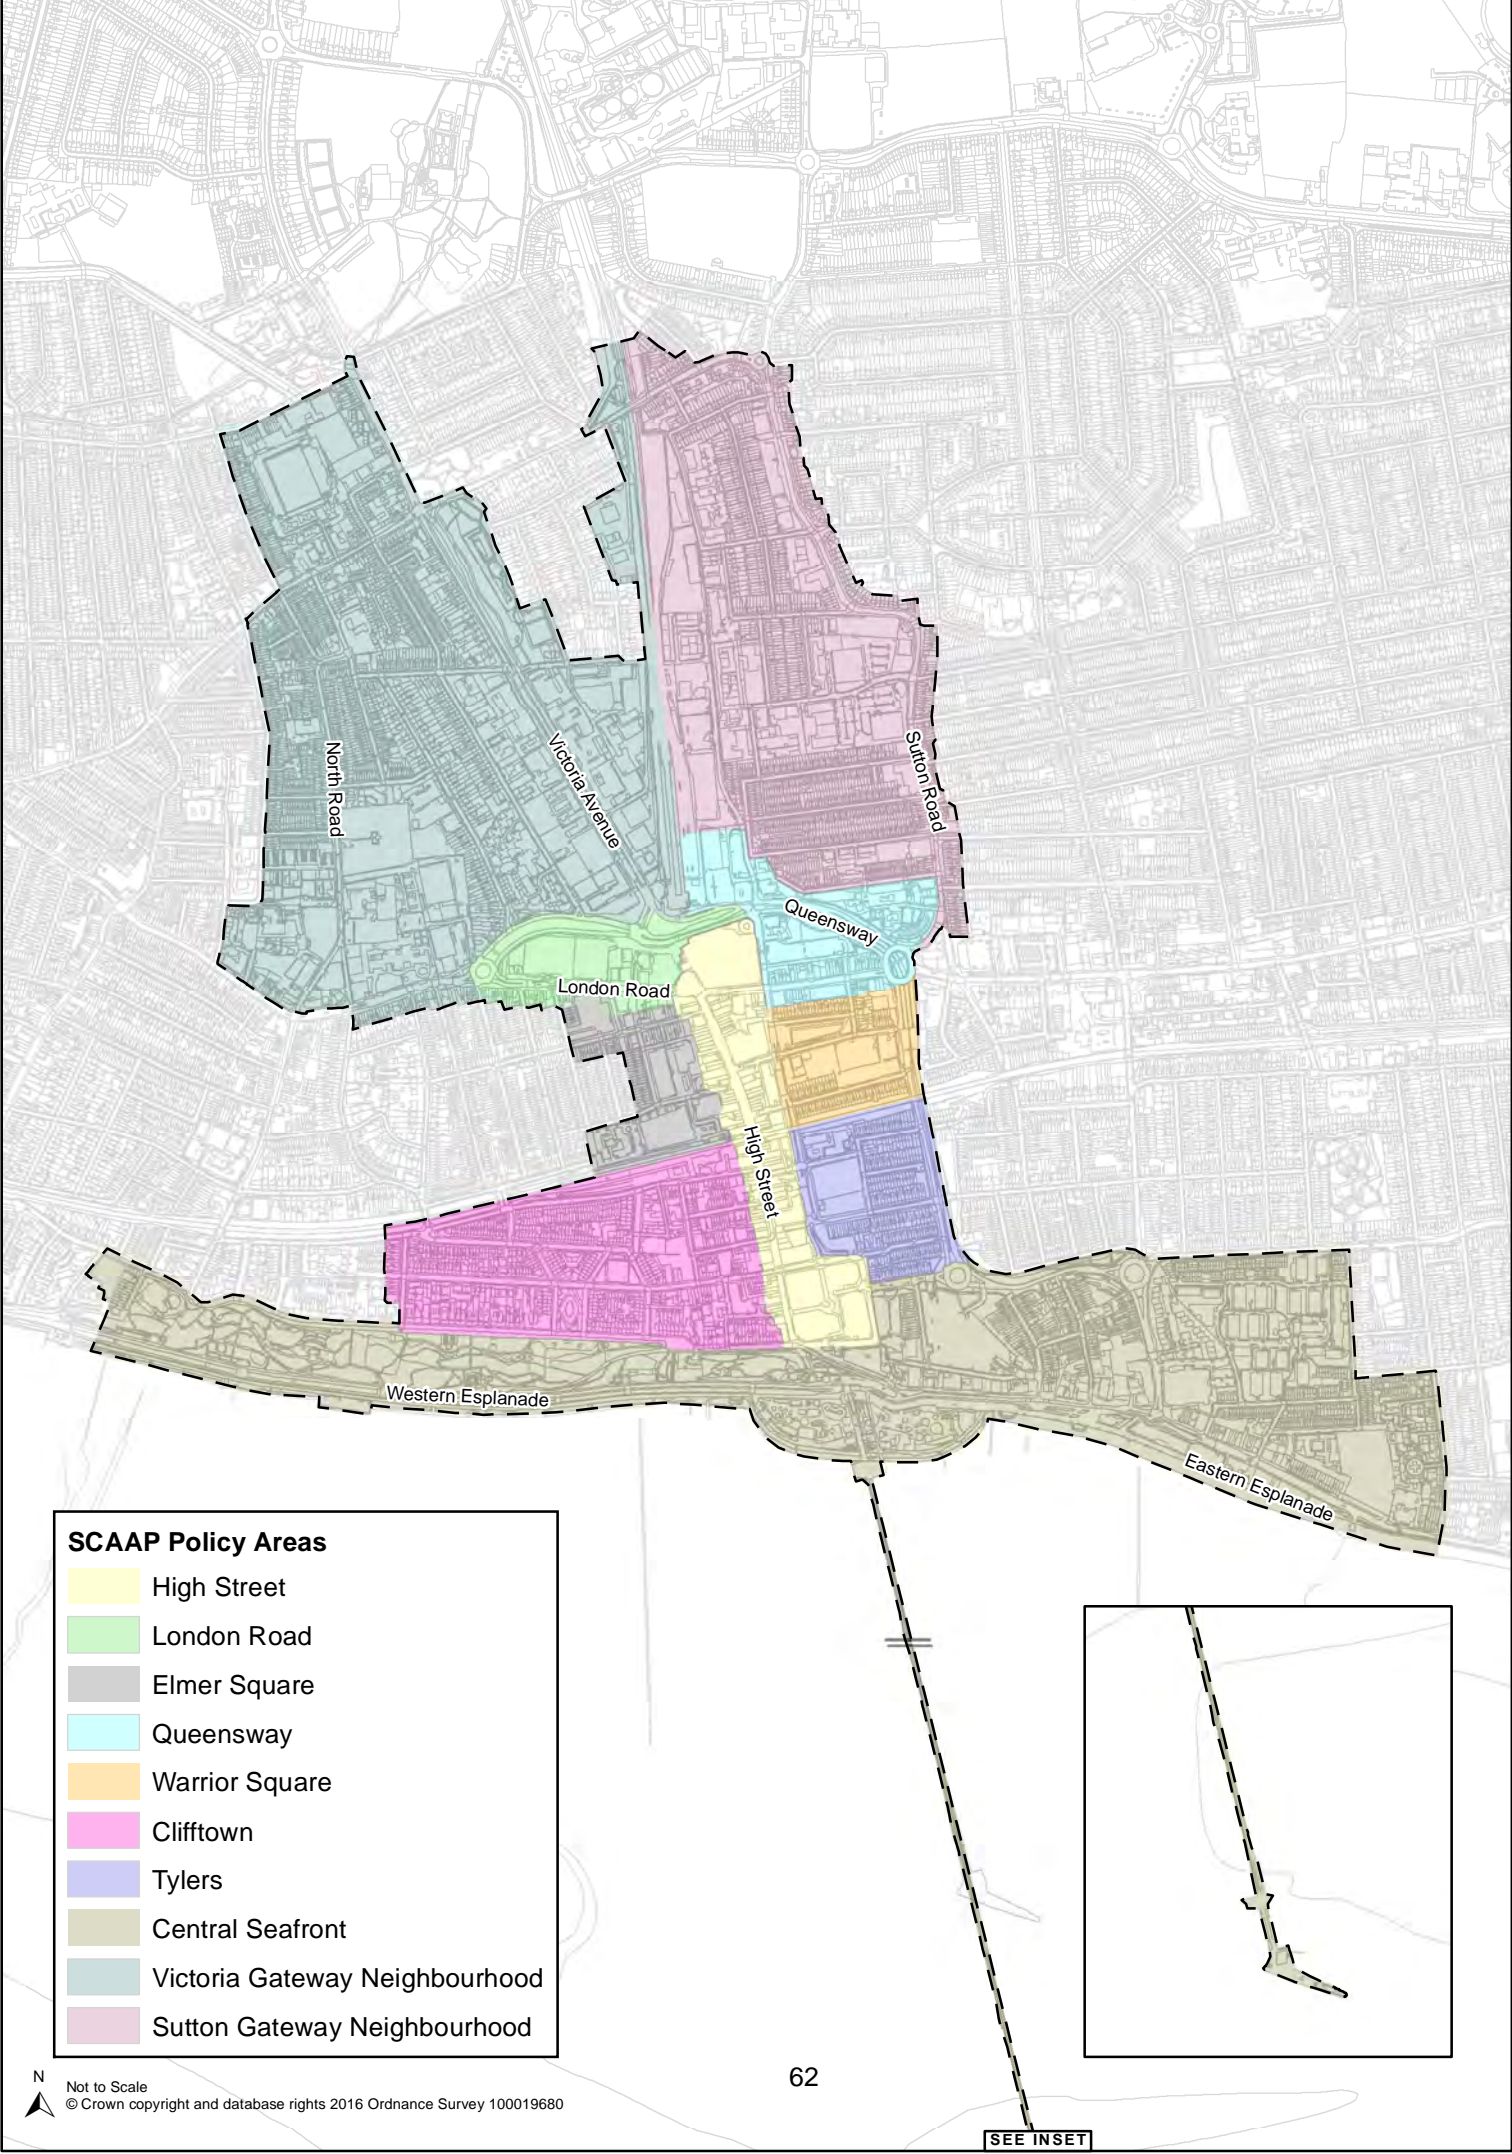 North Road
Victoria Avenue
Sutton Road
Queensway
London Road
High Street
Western Esplanade
Eastern Esplanade
SCAAP Policy Areas
High Street
London Road
Elmer Square
Queensway
Warrior Square
Clifftown
Tylers
Central Seafront
Victoria Gateway Neighbourhood
Sutton Gateway Neighbourhood
N
Not to Scale
© Crown copyright and database rights 2016 Ordnance Survey 100019680
62
SEE INSET